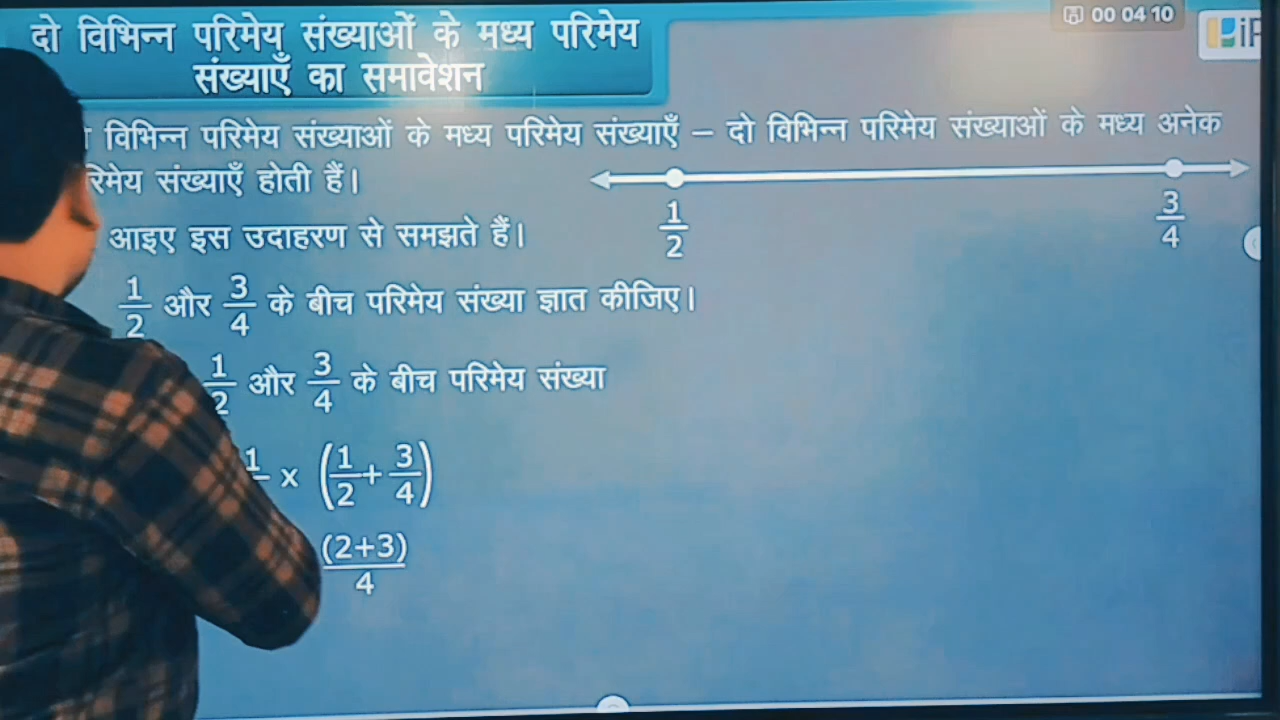 दो विभिन्न परिमेय संख्याओं के मध्य परिमेय
संख्याएँ का समावेशन
00 04 10
विभिन्न परिमेय संख्याओं के मध्य परिमेय संख्याएँ – दो विभिन्न परिमेय संख्याओं के मध्य अनेक
रिमेय संख्याएँ होती हैं।
1/2 3/4
आइए इस उदाहरण से समझते हैं।
1/2 और 3/4 के बीच परिमेय संख्या ज्ञात कीजिए।
1/2 और 3/4 के बीच परिमेय संख्या
1 x (1/2 + 3/4)
(2+3)/4